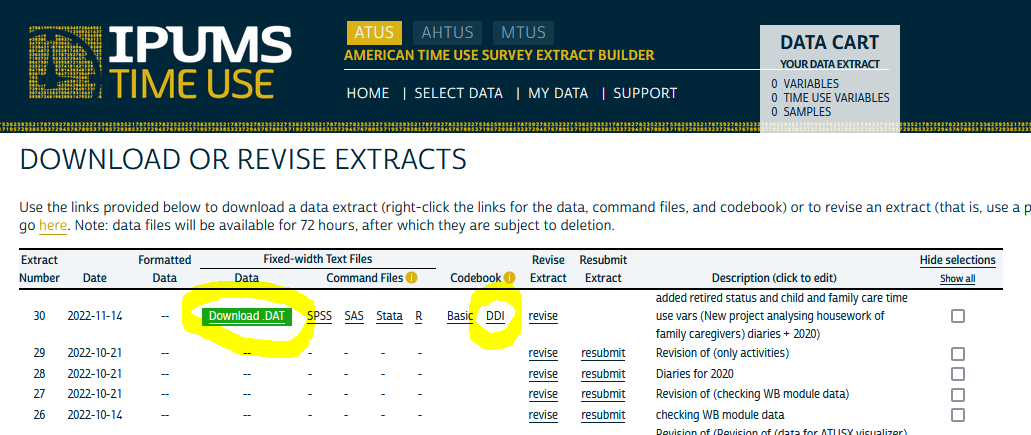 IPUMS
TIME USE
ATUS AHTUS MTUS
AMERICAN TIME USE SURVEY EXTRACT BUILDER
HOME | SELECT DATA | MY DATA | SUPPORT
DATA CART
YOUR DATA EXTRACT
0 VARIABLES
0 TIME USE VARIABLES
0 SAMPLES
DOWNLOAD OR REVISE EXTRACTS
Use the links provided below to download a data extract (right-click the links for the data, command files, and codebook) or to revise an extract (that is, use a p
go here. Note: data files will be available for 72 hours, after which they are subject to deletion.
Extract Formatted Fixed-width Text Files Revise Resubmit Hide selections
Number Date Data Data Command Files i Codebook i Extract Extract Description (click to edit) Show all
added retired status and child and family care time
30 2022-11-14 -- Download .DAT SPSS SAS Stata R Basic DDI revise use vars (New project analysing housework of
family caregivers) diaries + 2020)
29 2022-10-21 -- -- - - - - - - revise resubmit Revision of (only activities)
28 2022-10-21 -- -- - - - - - - revise resubmit Diaries for 2020
27 2022-10-21 -- -- - - - - - - revise resubmit Revision of (checking WB module data)
26 2022-10-14 -- -- - - - - - - revise resubmit checking WB module data
Revision of (Revision of (data for ATUSX visualizer)